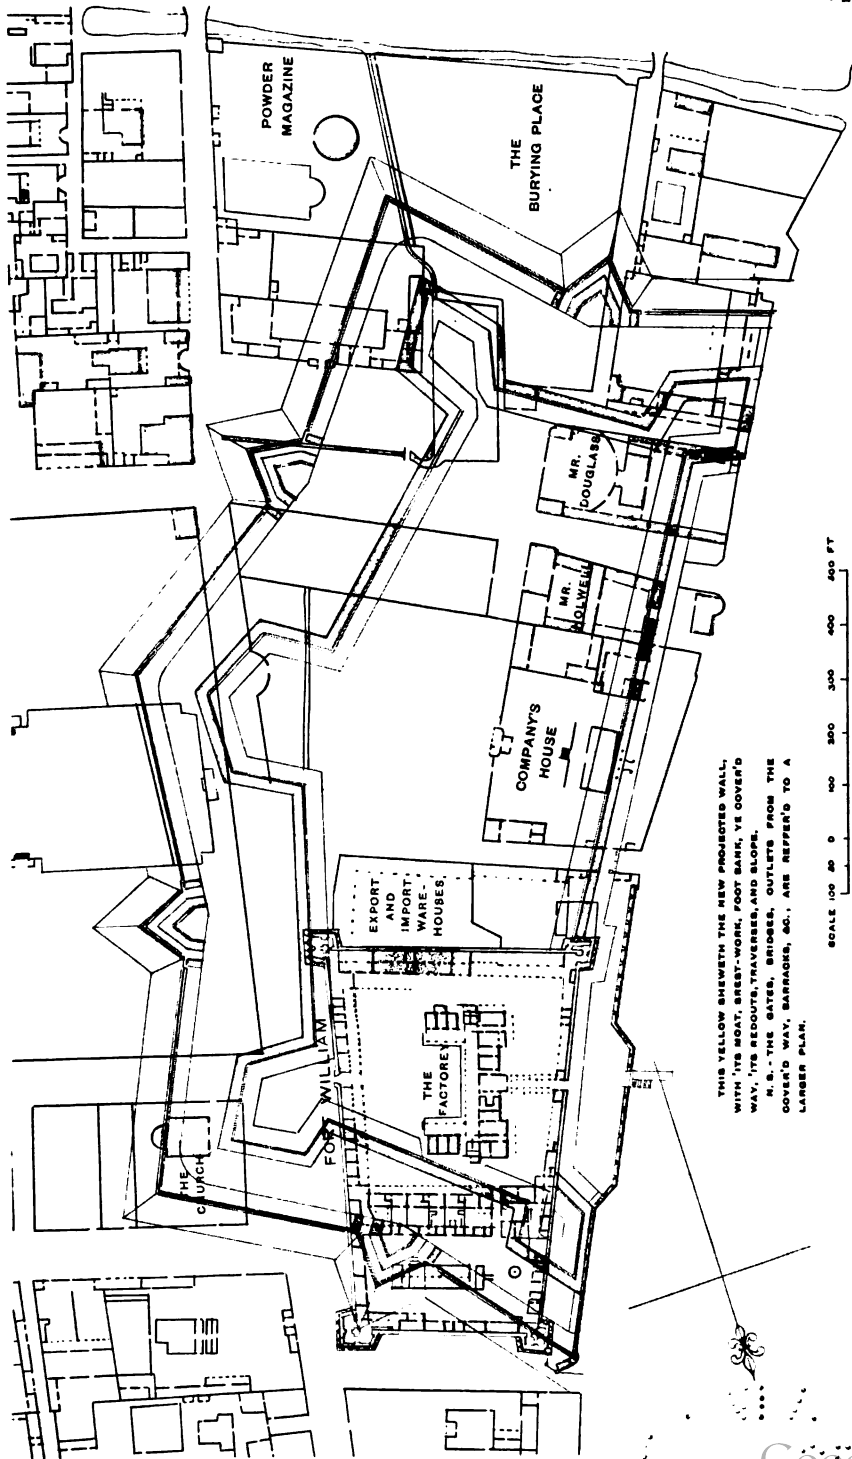 POWDER
MAGAZINE
THE
BURYING PLACE
MR.
DOUGLASS
MR.
HOLWELL
COMPANY'S
HOUSE
EXPORT
AND
IMPORT
WARE-
HOUSES.
FORT WILLIAM
THE
FACTOREY
THE
CHURCH
THIS YELLOW SHEWETH THE NEW PROJECTED WALL,
WITH 'ITS MOAT, BREST-WORK, FOOT BANK, YE COVER'D
WAY, 'ITS REDOUTS, TRAVERSES, AND SLOPE.
N. B. - THE GATES, BRIDGES, OUTLETS FROM THE
COVER'D WAY, BARRACKS, &C., ARE REFFER'D TO A
LARGER PLAN.
SCALE 100 50 0 100 200 300 400 500 FT